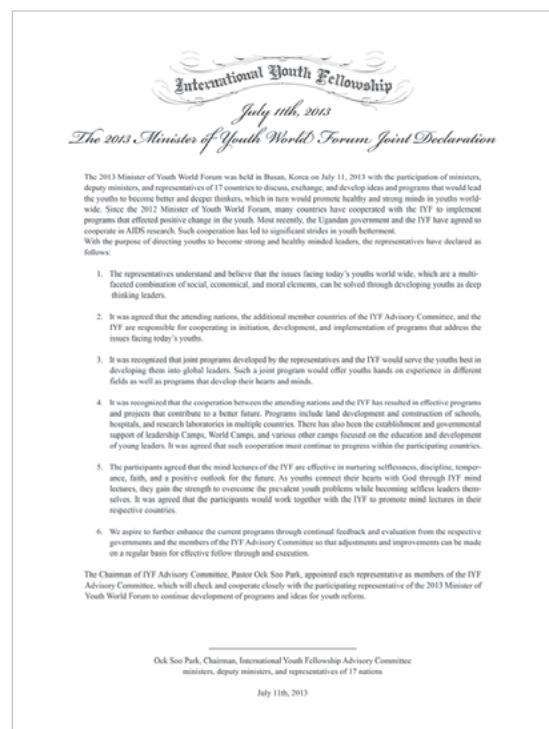 International Youth Fellowship
July 11th, 2013
The 2013 Minister of Youth World Forum Joint Declaration
The 2013 Minister of Youth World Forum was held in Busan, Korea on July 11, 2013 with the participation of ministers,
deputy ministers, and representatives of 17 countries to discuss, exchange, and develop ideas and programs that would lead
the youths to become better and deeper thinkers, which in turn would promote healthy and strong minds in youths world-
wide. Since the 2012 Minister of Youth World Forum, many countries have cooperated with the IYF to implement
programs that effected positive change in the youth. Most recently, the Ugandan government and the IYF have agreed to
cooperate in AIDS research. Such cooperation has led to significant strides in youth betterment.
With the purpose of directing youths to become strong and healthy minded leaders, the representatives have declared as
follows:
1. The representatives understand and believe that the issues facing today's youths world wide, which are a multi-
faceted combination of social, economical, and moral elements, can be solved through developing youths as deep
thinking leaders.
2. It was agreed that the attending nations, the additional member countries of the IYF Advisory Committee, and the
IYF are responsible for cooperating in initiation, development, and implementation of programs that address the
issues facing today's youths.
3. It was recognized that joint programs developed by the representatives and the IYF would serve the youths best in
developing them into global leaders. Such a joint program would offer youths hands on experience in different
fields as well as programs that develop their hearts and minds.
4. It was recognized that the cooperation between the attending nations and the IYF has resulted in effective programs
and projects that contribute to a better future. Programs include land development and construction of schools,
hospitals, and research laboratories in multiple countries. There has also been the establishment and governmental
support of leadership Camps, World Camps, and various other camps focused on the education and development
of young leaders. It was agreed that such cooperation must continue to progress within the participating countries.
5. The participants agreed that the mind lectures of the IYF are effective in nurturing selflessness, discipline, temper-
ance, faith, and a positive outlook for the future. As youths connect their hearts with God through IYF mind
lectures, they gain the strength to overcome the prevalent youth problems while becoming selfless leaders them-
selves. It was agreed that the participants would work together with the IYF to promote mind lectures in their
respective countries.
6. We aspire to further enhance the current programs through continual feedback and evaluation from the respective
governments and the members of the IYF Advisory Committee so that adjustments and improvements can be made
on a regular basis for effective follow through and execution.
The Chairman of IYF Advisory Committee, Pastor Ock Soo Park, appointed each representative as members of the IYF
Advisory Committee, which will check and cooperate closely with the participating representative of the 2013 Minister of
Youth World Forum to continue development of programs and ideas for youth reform.
Ock Soo Park, Chairman, International Youth Fellowship Advisory Committee
ministers, deputy ministers, and representatives of 17 nations
July 11th, 2013